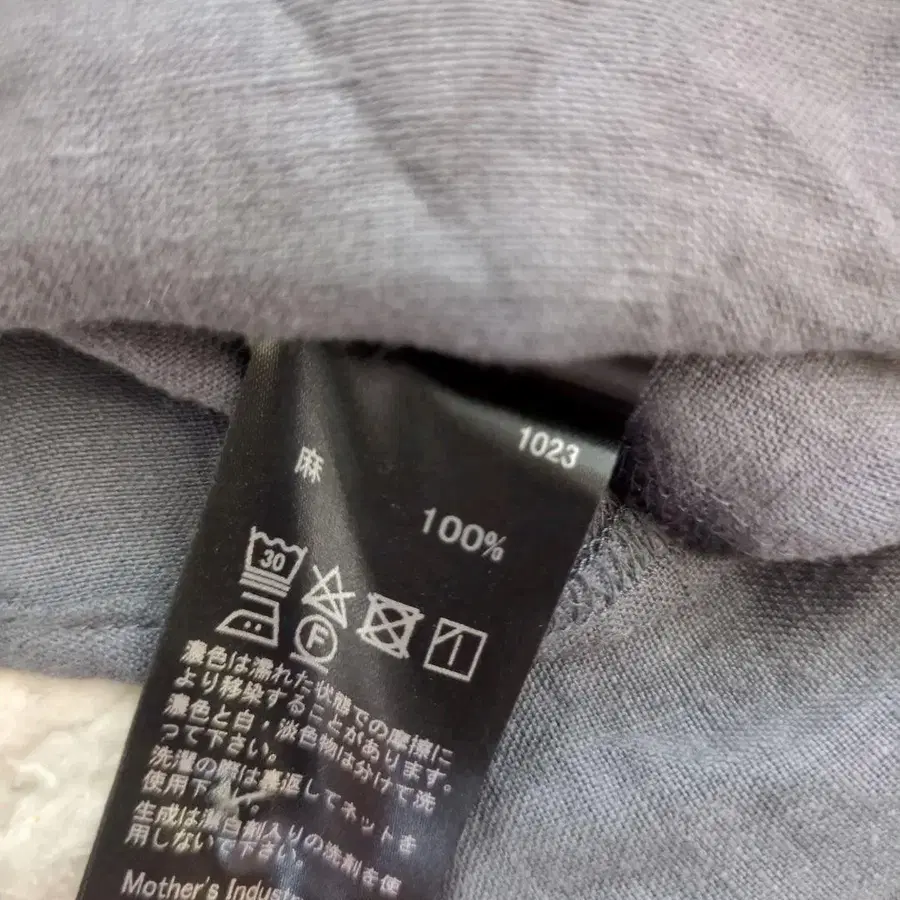 1023
麻
100%
30
F
濃色は濡れた状態での摩擦に
より移染することがあります。
濃色と白・淡色物は分けて洗
って下さい。
洗濯の際は裏返してネットを
使用下さい。
生成は蛍白剤入りの洗剤を使
用しないで下さい。
Mother's Industr